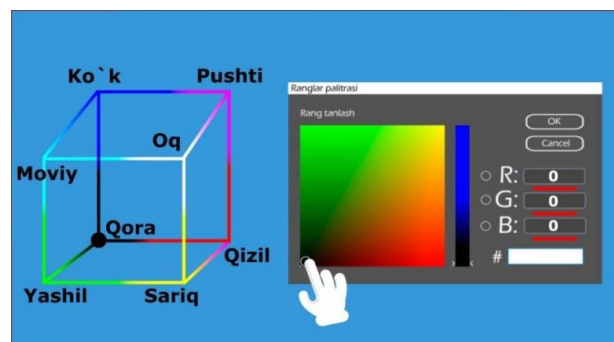 Ko`k
Pushti
Oq
Moviy
Qora
Qizil
Yashil
Sariq
Ranglar palitrasi
Rang tanlash
OK
Cancel
R: 0
G: 0
B: 0
#